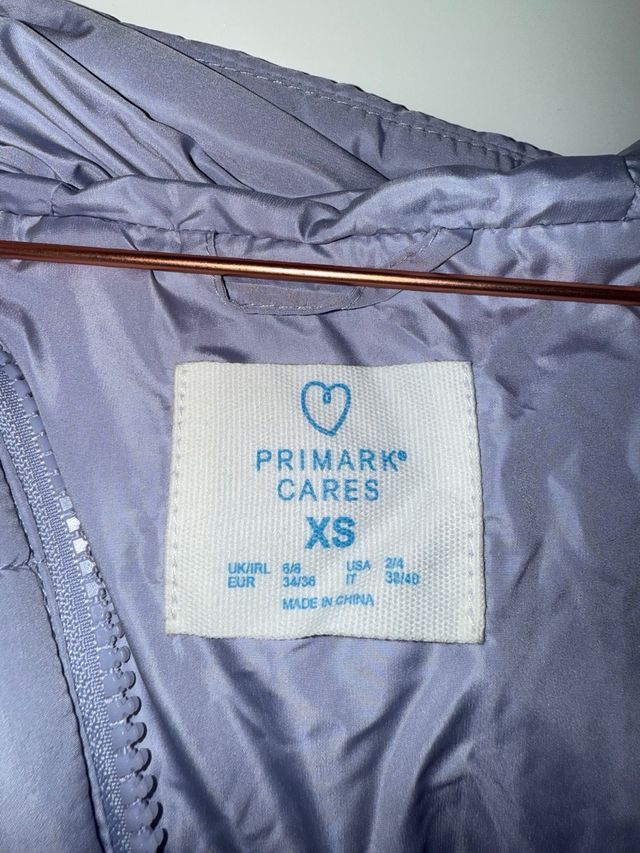 PRIMARK®
CARES
XS
UK/IRL 6/8 USA 2/4
EUR 34/36 IT 38/40
MADE IN CHINA